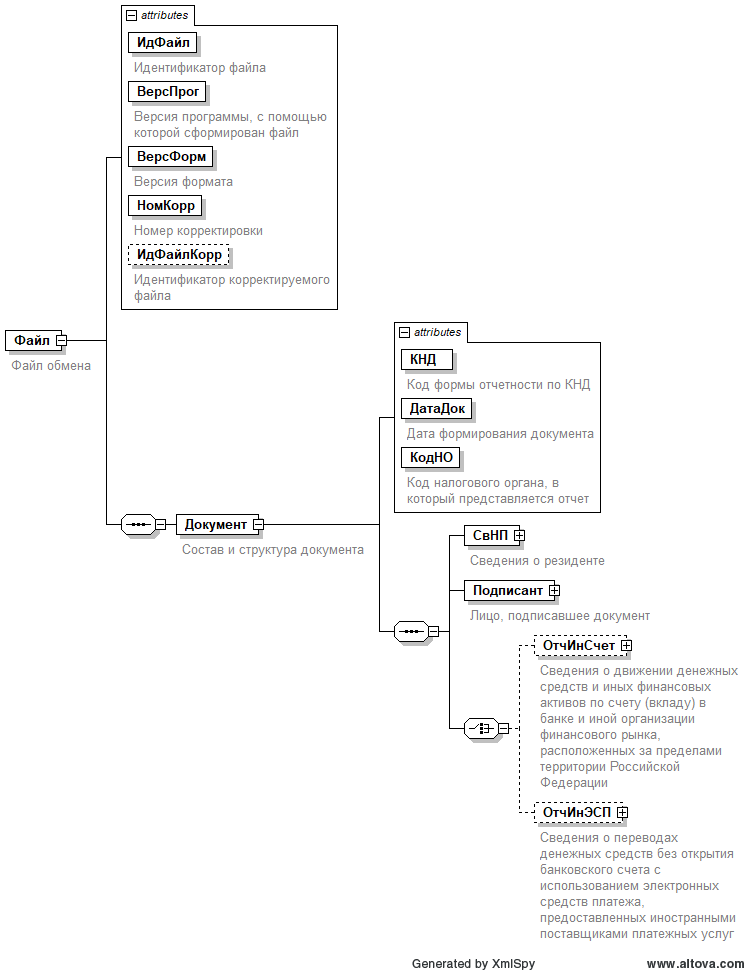 attributes
ИдФайл
Идентификатор файла
ВерсПрог
Версия программы, с помощью
которой сформирован файл
ВерсФорм
Версия формата
НомКорр
Номер корректировки
ИдФайлКорр
Идентификатор корректируемого
файла
Файл
Файл обмена
attributes
КНД
Код формы отчетности по КНД
ДатаДок
Дата формирования документа
КодНО
Код налогового органа, в
который представляется отчет
Документ
Состав и структура документа
СвНП
Сведения о резиденте
Подписант
Лицо, подписавшее документ
ОтчИнСчет
Сведения о движении денежных
средств и иных финансовых
активов по счету (вкладу) в
банке и иной организации
финансового рынка,
расположенных за пределами
территории Российской
Федерации
ОтчИнЭСП
Сведения о переводах
денежных средств без открытия
банковского счета с
использованием электронных
средств платежа,
предоставленных иностранными
поставщиками платежных услуг
Generated by XmlSpy
www.altova.com